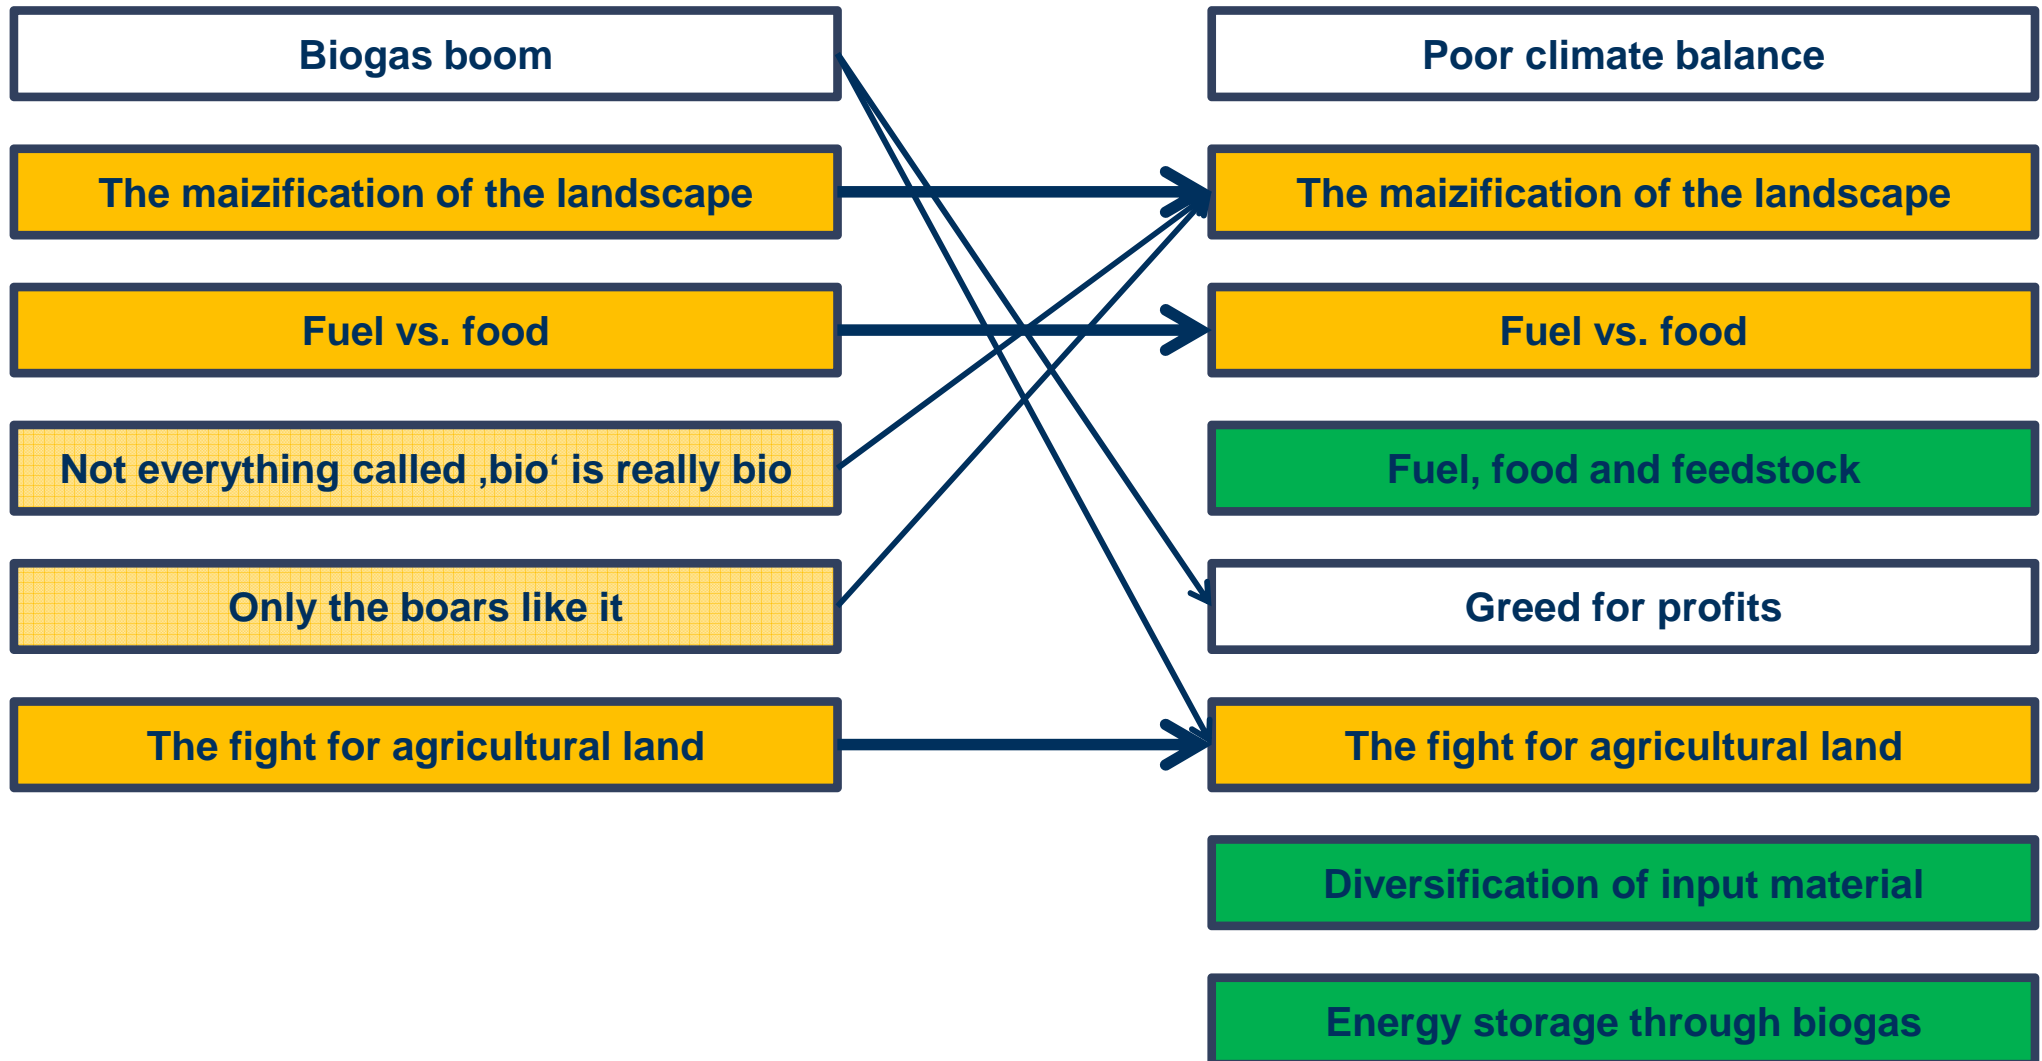 Biogas boom
The maizification of the landscape
Fuel vs. food
Not everything called ‚bio‘ is really bio
Only the boars like it
The fight for agricultural land
Poor climate balance
The maizification of the landscape
Fuel vs. food
Fuel, food and feedstock
Greed for profits
The fight for agricultural land
Diversification of input material
Energy storage through biogas